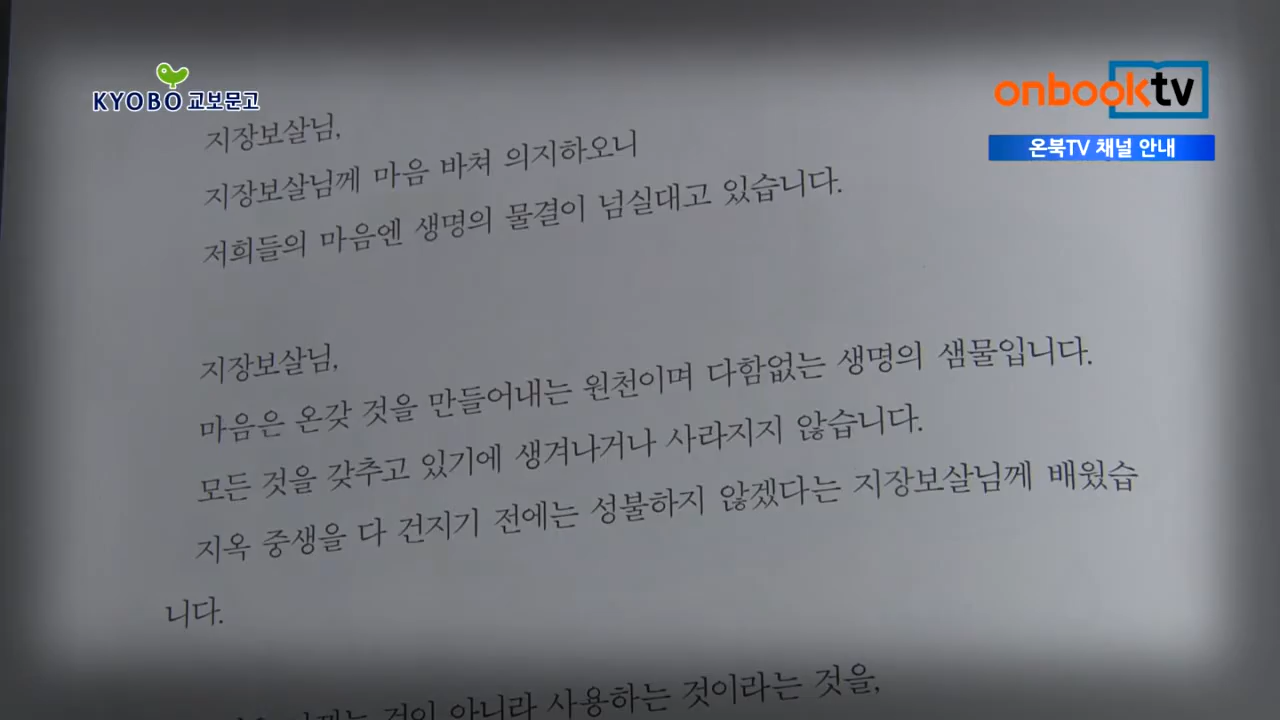 KYOBO 교보문고
onbooktv
온북TV 채널 안내
지장보살님,
지장보살님께 마음 바쳐 의지하오니
저희들의 마음엔 생명의 물결이 넘실대고 있습니다.
지장보살님,
마음은 온갖 것을 만들어내는 원천이며 다함없는 생명의 샘물입니다.
모든 것을 갖추고 있기에 생겨나거나 사라지지 않습니다.
지옥 중생을 다 건지기 전에는 성불하지 않겠다는 지장보살님께 배웠습
니다.
것이 아니라 사용하는 것이라는 것을,